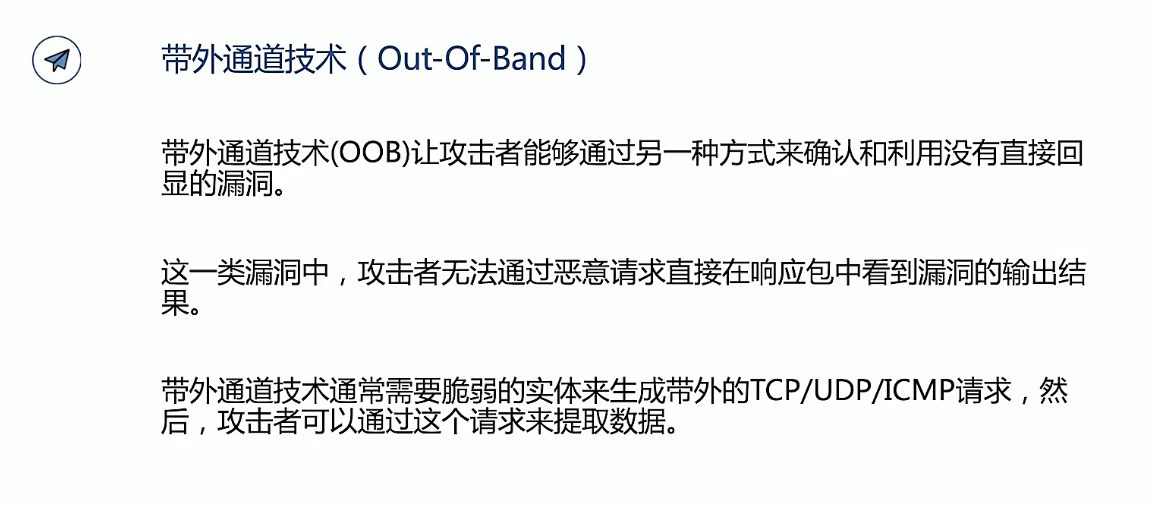 带外通道技术（Out-Of-Band）
带外通道技术(OOB)让攻击者能够通过另一种方式来确认和利用没有直接回
显的漏洞。
这一类漏洞中，攻击者无法通过恶意请求直接在响应包中看到漏洞的输出结
果。
带外通道技术通常需要脆弱的实体来生成带外的TCP/UDP/ICMP请求，然
后，攻击者可以通过这个请求来提取数据。